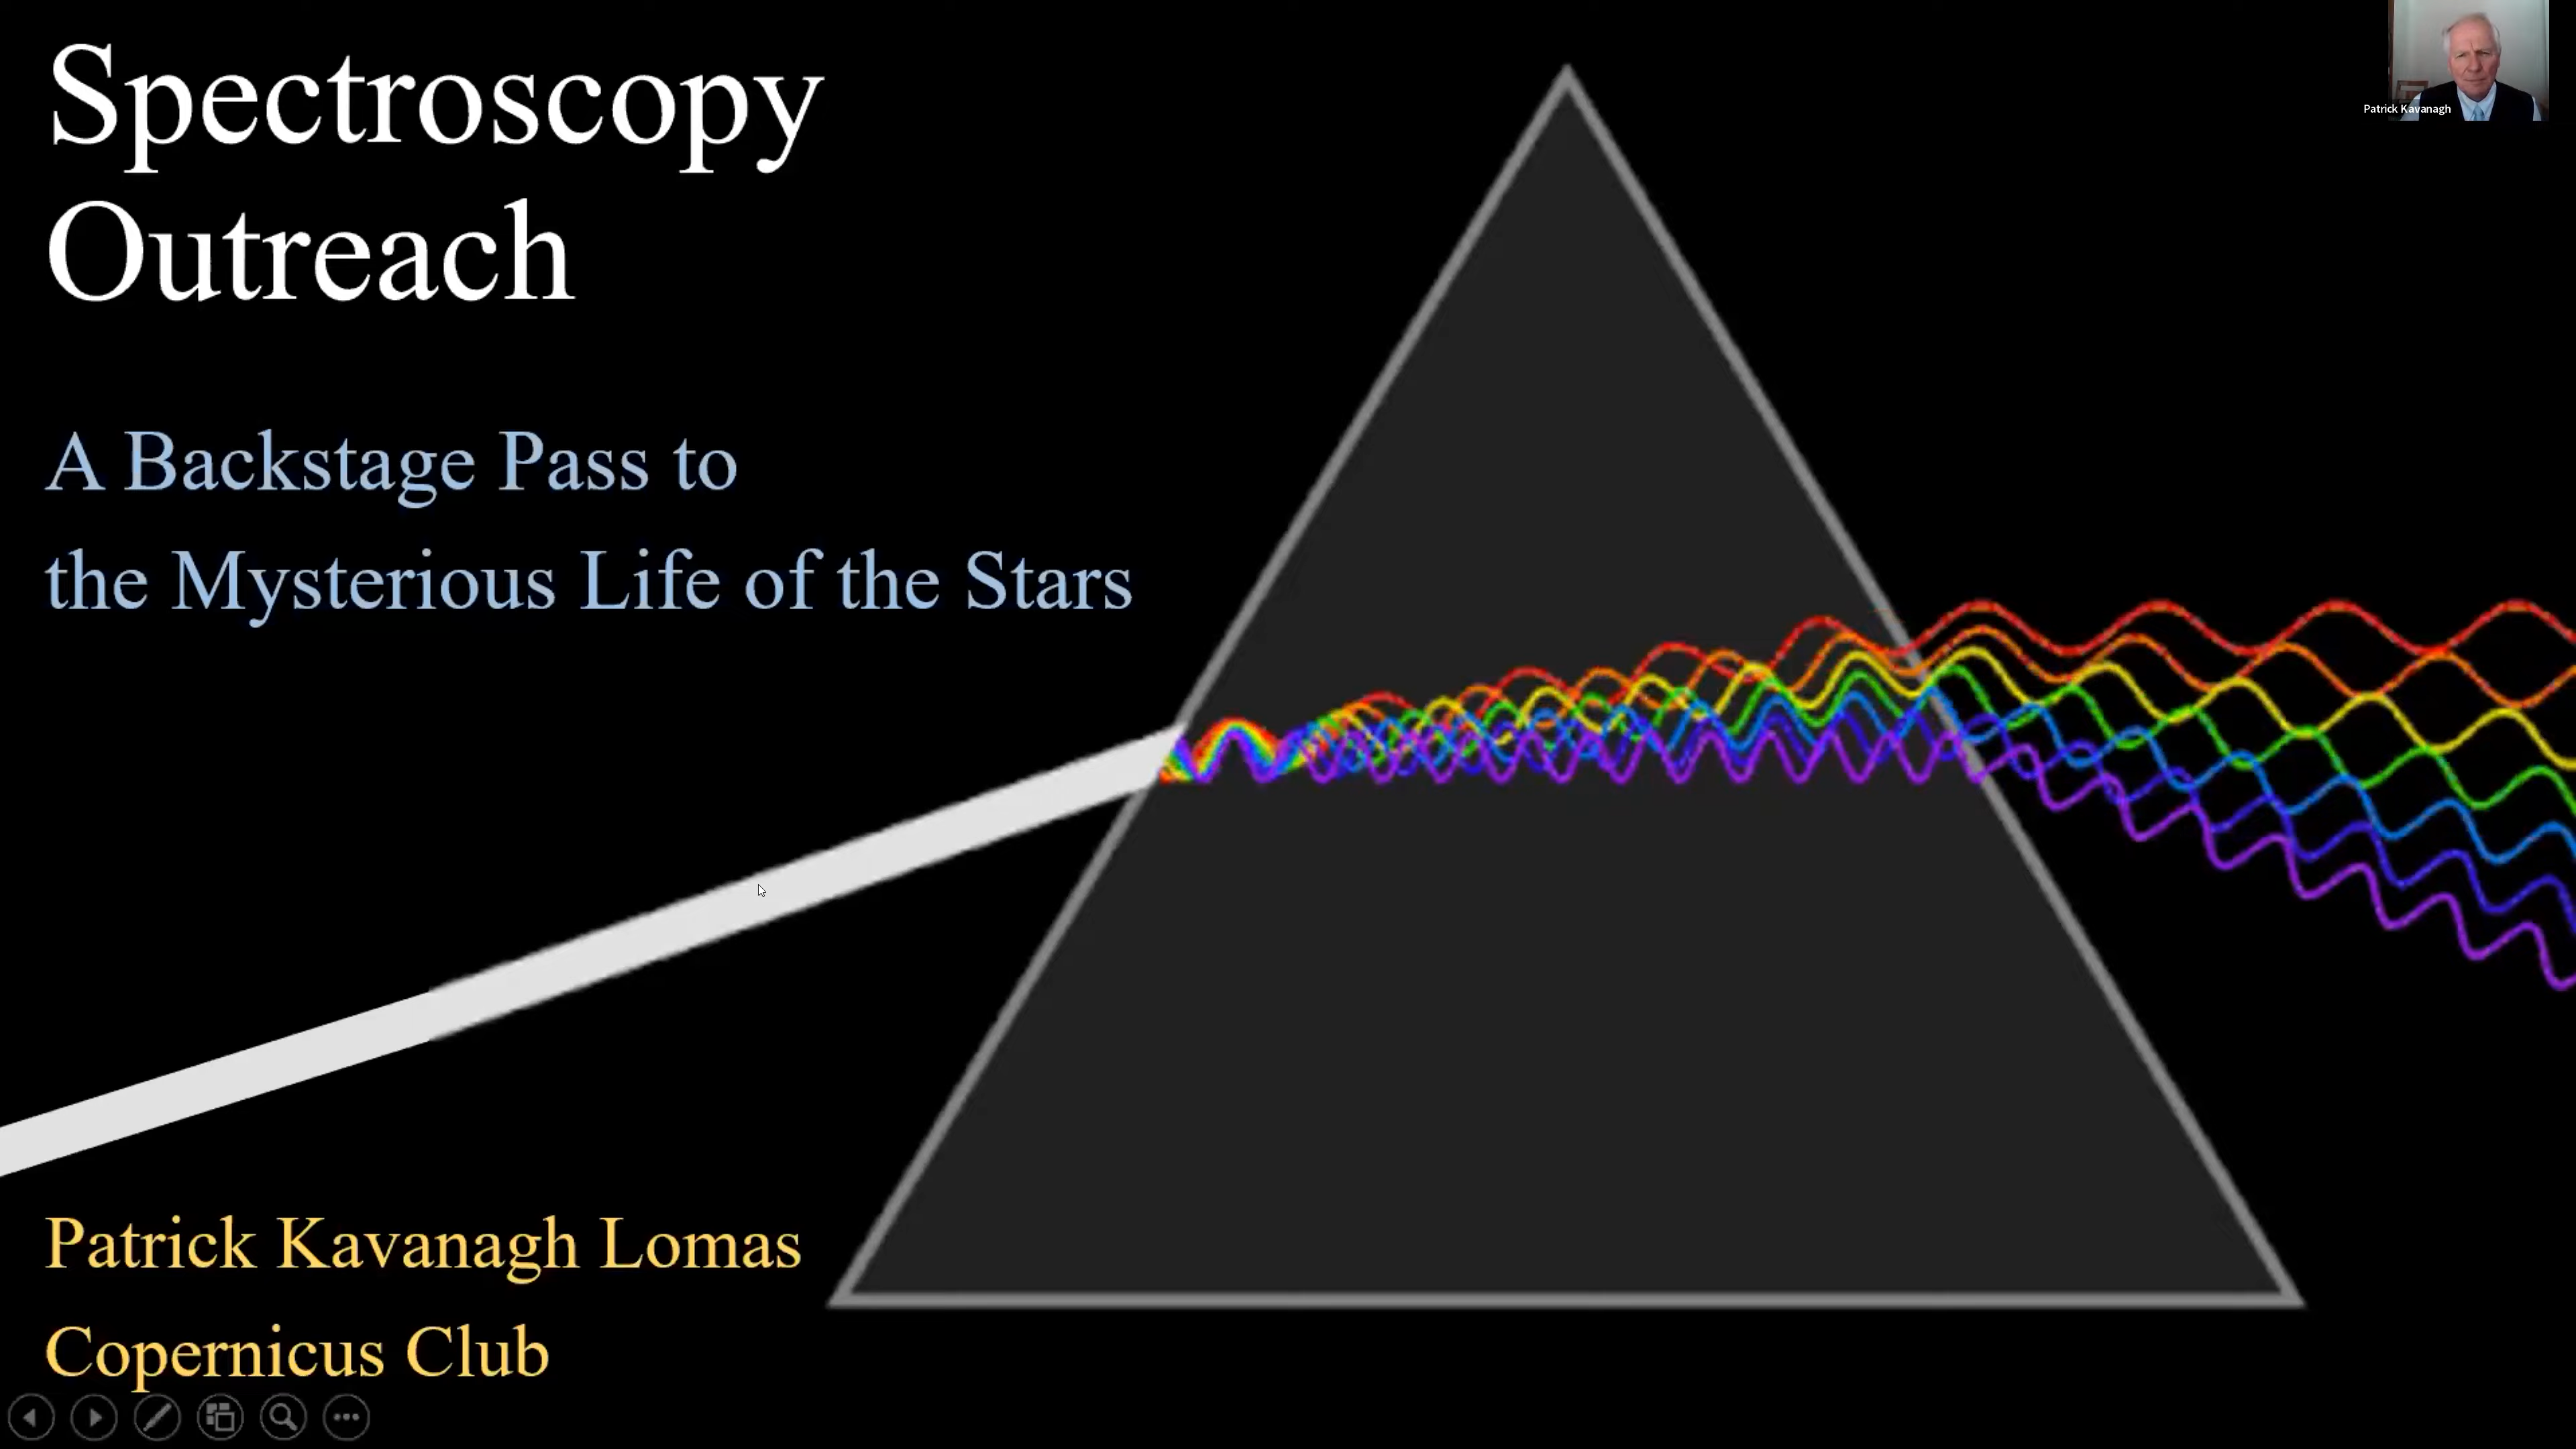 Spectroscopy
Outreach
A Backstage Pass to
the Mysterious Life of the Stars
Patrick Kavanagh Lomas
Copernicus Club
Patrick Kavanagh